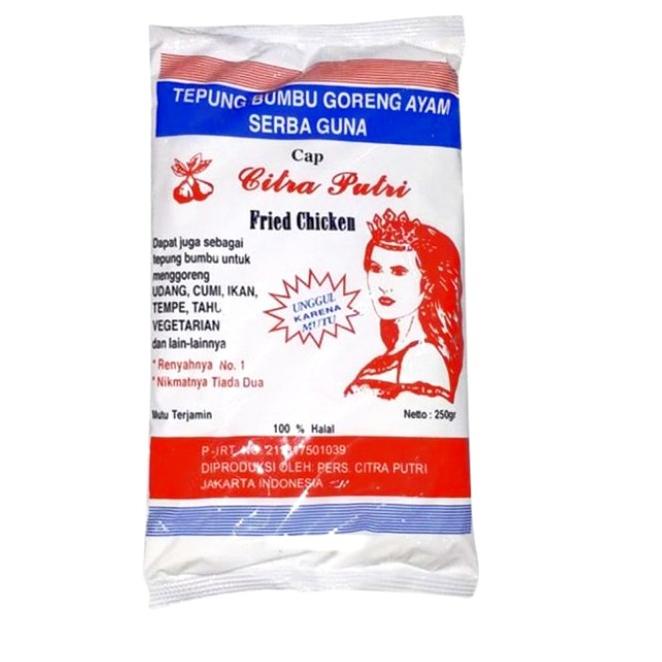 TEPUNG BUMBU GORENG AYAM
SERBA GUNA
Cap
Citra Putri
Fried Chicken
Dapat juga sebagai
tepung bumbu untuk
menggoreng
UDANG, CUMI, IKAN,
TEMPE, TAHU
VEGETARIAN
dan lain-lainnya
* Renyahnya No. 1
* Nikmatnya Tiada Dua
UNGGUL
KARENA
MUTU
Mutu Terjamin
Netto : 250gr
100 % Halal
P-IRT NO.
DIPRODUKSI OLEH: PERS. CITRA PUTRI
JAKARTA INDONESIA